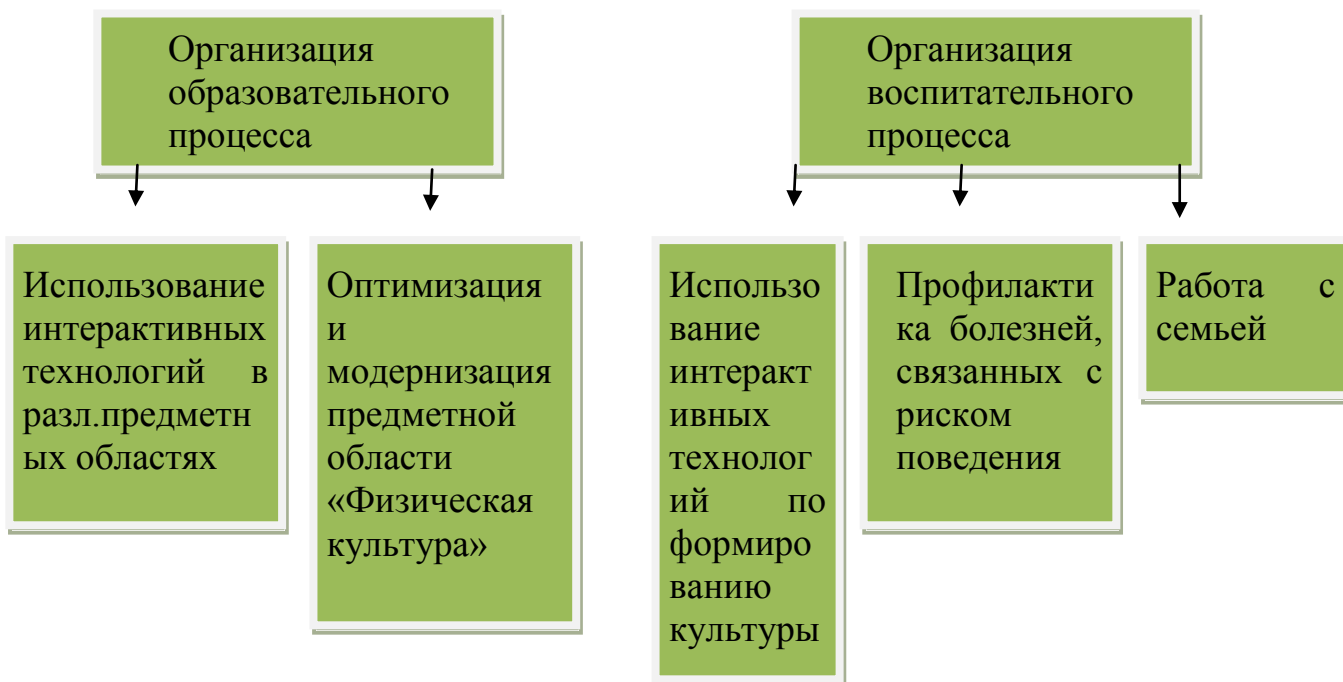 Организация
образовательного
процесса
Организация
воспитательного
процесса
Использование
интерактивных
технологий в
разл.предметн
ых областях
Оптимизация
и
модернизация
предметной
области
«Физическая
культура»
Использо
вание
интеракт
ивных
технолог
ий по
формиро
ванию
культуры
Профилакти
ка болезней,
связанных с
риском
поведения
Работа с
семьей